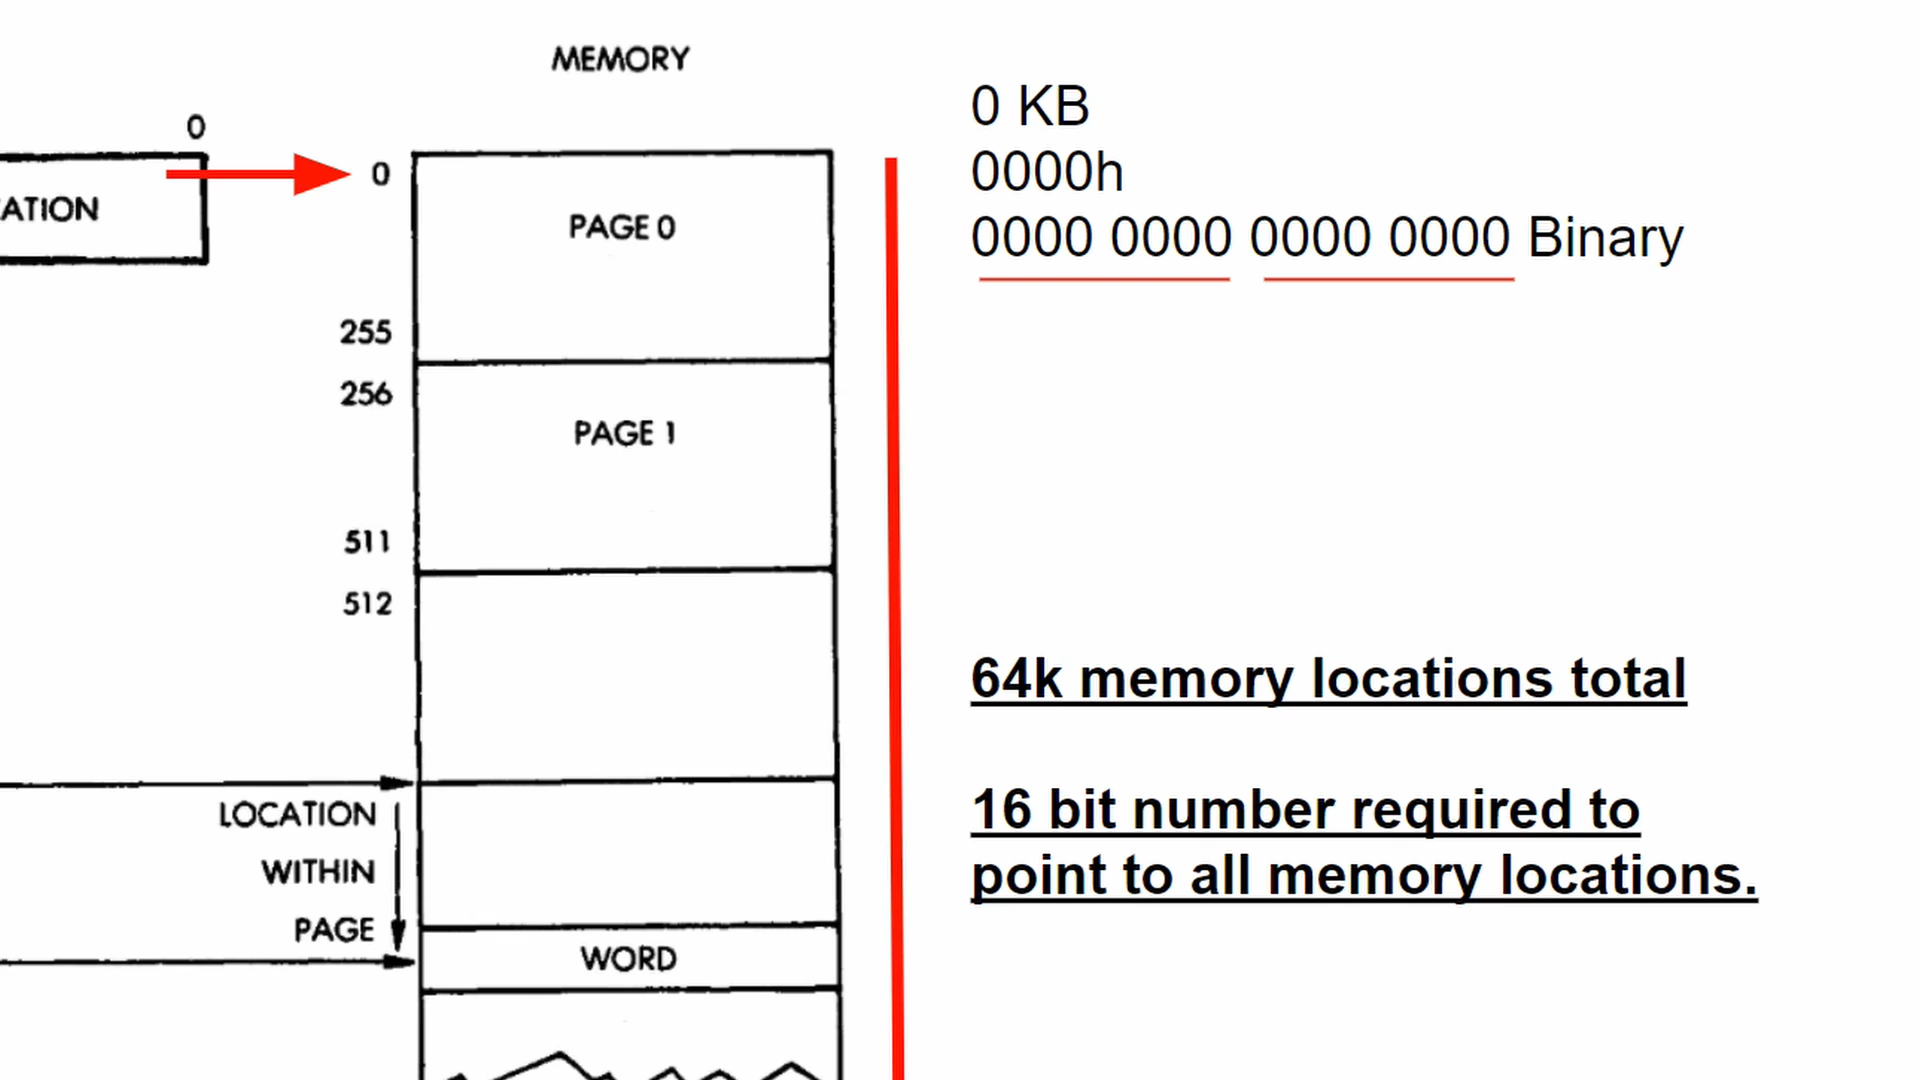 MEMORY
0
0
ATION
PAGE 0
255
256
PAGE 1
511
512
LOCATION
WITHIN
PAGE
WORD
0 KB
0000h
0000 0000 0000 0000 Binary
64k memory locations total
16 bit number required to
point to all memory locations.